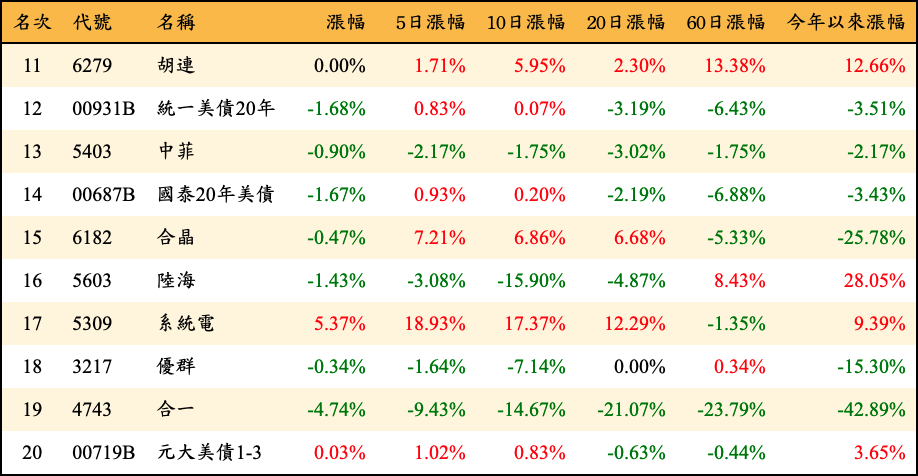 名次 代號 名稱 漲幅 5日漲幅 10日漲幅 20日漲幅 60日漲幅 今年以來漲幅
11 6279 胡連 0.00% 1.71% 5.95% 2.30% 13.38% 12.66%
12 00931B 統一美債20年 -1.68% 0.83% 0.07% -3.19% -6.43% -3.51%
13 5403 中菲 -0.90% -2.17% -1.75% -3.02% -1.75% -2.17%
14 00687B 國泰20年美債 -1.67% 0.93% 0.20% -2.19% -6.88% -3.43%
15 6182 合晶 -0.47% 7.21% 6.86% 6.68% -5.33% -25.78%
16 5603 陸海 -1.43% -3.08% -15.90% -4.87% 8.43% 28.05%
17 5309 系統電 5.37% 18.93% 17.37% 12.29% -1.35% 9.39%
18 3217 優群 -0.34% -1.64% -7.14% 0.00% 0.34% -15.30%
19 4743 合一 -4.74% -9.43% -14.67% -21.07% -23.79% -42.89%
20 00719B 元大美債1-3 0.03% 1.02% 0.83% -0.63% -0.44% 3.65%